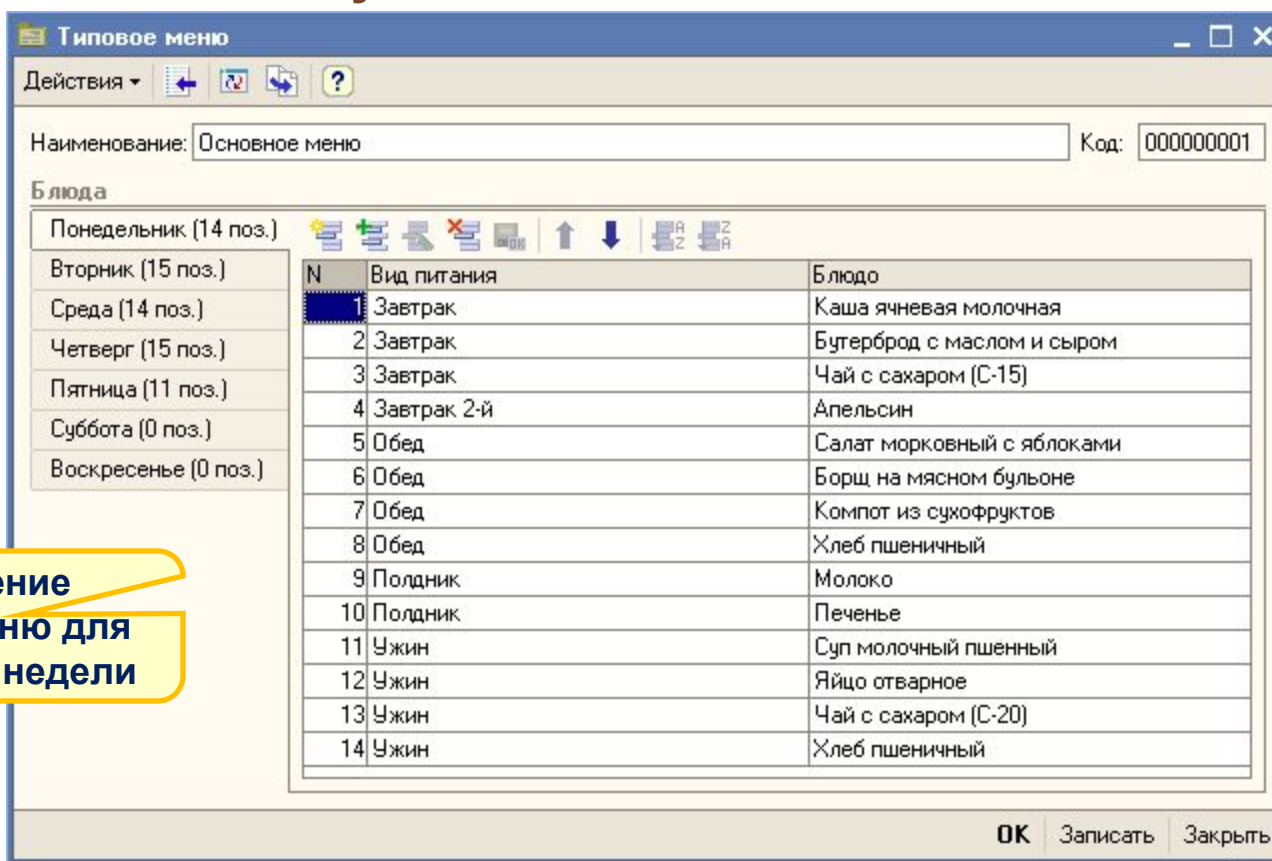 Типовое меню
Действия
Наименование: Основное меню Код: 000000001
Блюда
Понедельник (14 поз.)
Вторник (15 поз.)
Среда (14 поз.)
Четверг (15 поз.)
Пятница (11 поз.)
Суббота (0 поз.)
Воскресенье (0 поз.)
N Вид питания Блюдо
1 Завтрак Каша ячневая молочная
2 Завтрак Бутерброд с маслом и сыром
3 Завтрак Чай с сахаром (С-15)
4 Завтрак 2-й Апельсин
5 Обед Салат морковный с яблоками
6 Обед Борщ на мясном бульоне
7 Обед Компот из сухофруктов
8 Обед Хлеб пшеничный
9 Полдник Молоко
10 Полдник Печенье
11 Ужин Суп молочный пшенный
12 Ужин Яйцо отварное
13 Ужин Чай с сахаром (С-20)
14 Ужин Хлеб пшеничный
ение
ню для
недели
OK Записать Закрыть